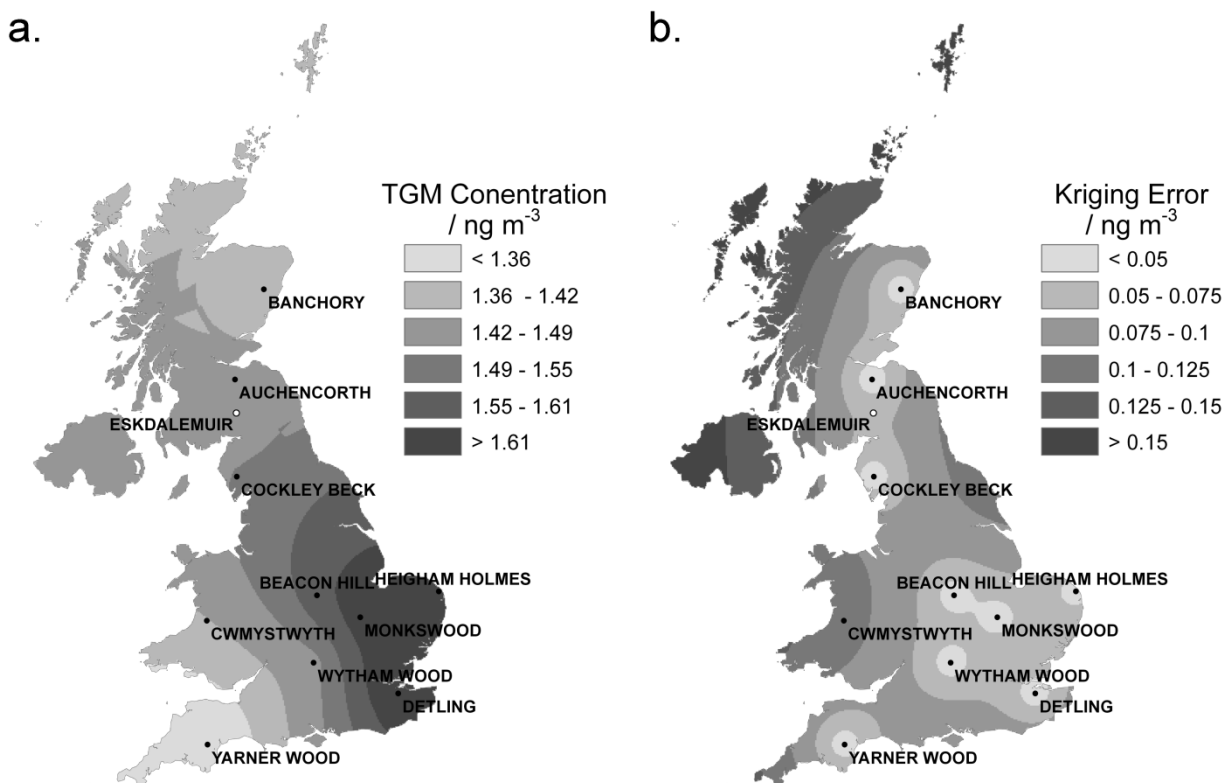 a.
TGM Conentration
/ ng m-3
< 1.36
1.36 - 1.42
1.42 - 1.49
1.49 - 1.55
1.55 - 1.61
> 1.61
BANCHORY
AUCHENCORTH
ESKDALEMUIR
COCKLEY BECK
BEACON HILL
HEIGHAM HOLMES
CWMYSTWYTH
MONKSWOOD
WYTHAM WOOD
DETLING
YARNER WOOD
b.
Kriging Error
/ ng m-3
< 0.05
0.05 - 0.075
0.075 - 0.1
0.1 - 0.125
0.125 - 0.15
> 0.15
BANCHORY
AUCHENCORTH
ESKDALEMUIR
COCKLEY BECK
BEACON HILL
HEIGHAM HOLMES
CWMYSTWYTH
MONKSWOOD
WYTHAM WOOD
DETLING
YARNER WOOD